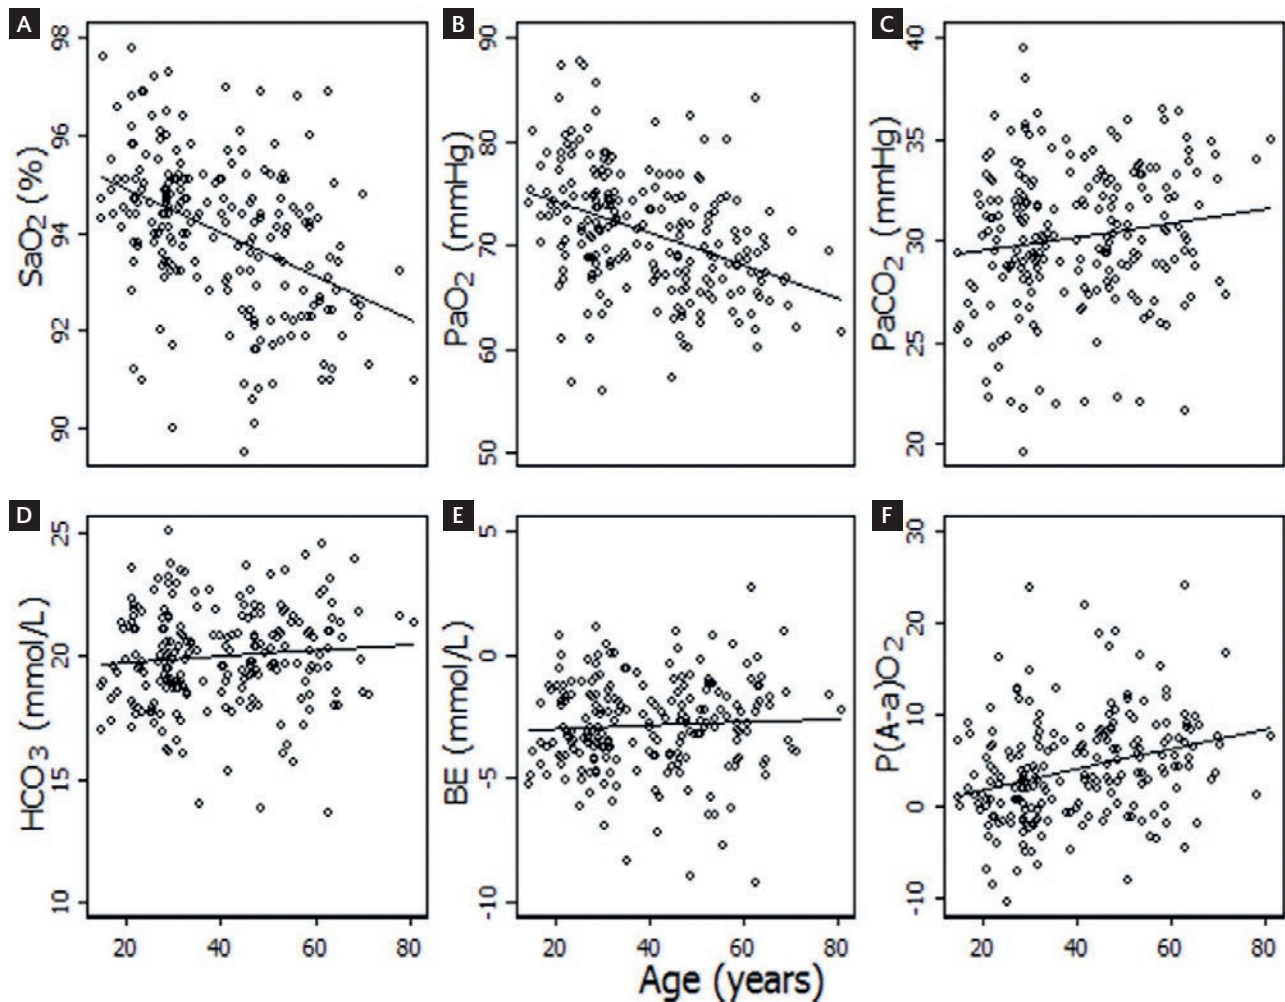 A
SaO2 (%)
98
96
94
92
90
B
PaO2 (mmHg)
90
80
70
60
50
C
PaCO2 (mmHg)
40
35
30
25
20
D
HCO3 (mmol/L)
25
20
15
10
20 40 60 80
E
BE (mmol/L)
5
0
-5
-10
20 40 60 80
F
P(A-a)O2
30
20
10
0
-10
20 40 60 80
Age (years)